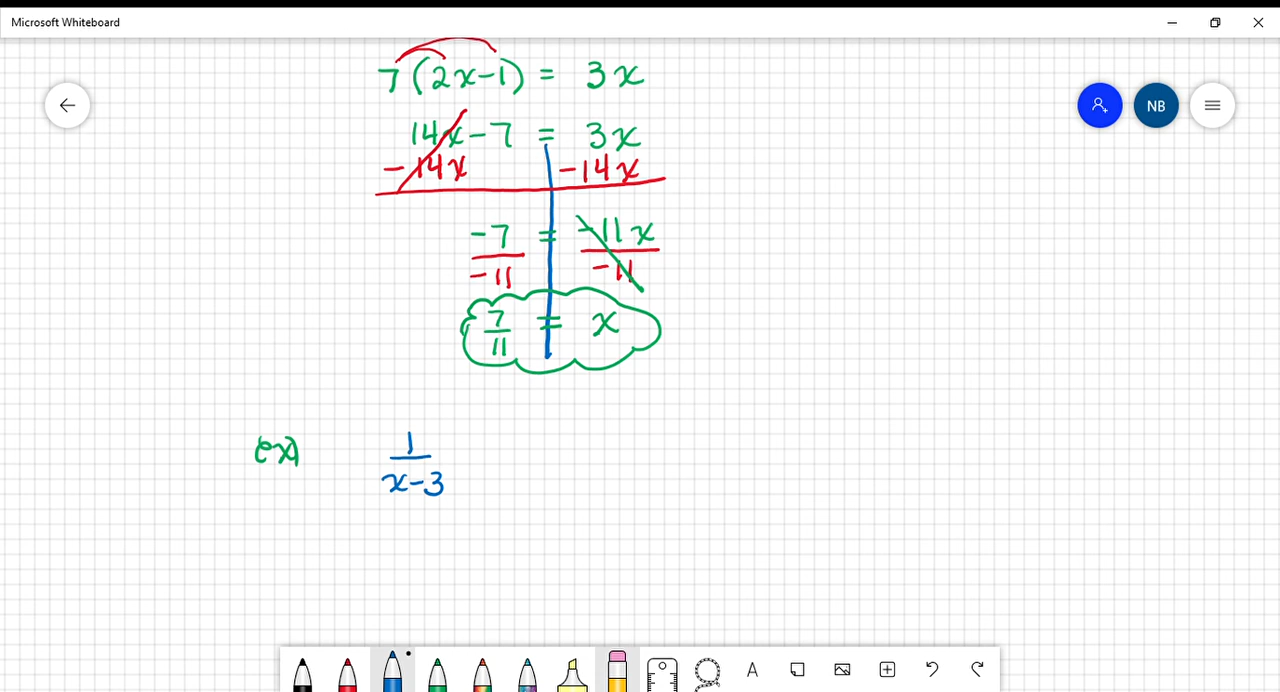 Microsoft Whiteboard
7(2x-1) = 3x
NB
14x-7 = 3x
-14x -14x
-7 = -11x
-11 -11
7/11 = x
(ex) 1/(x-3)
A